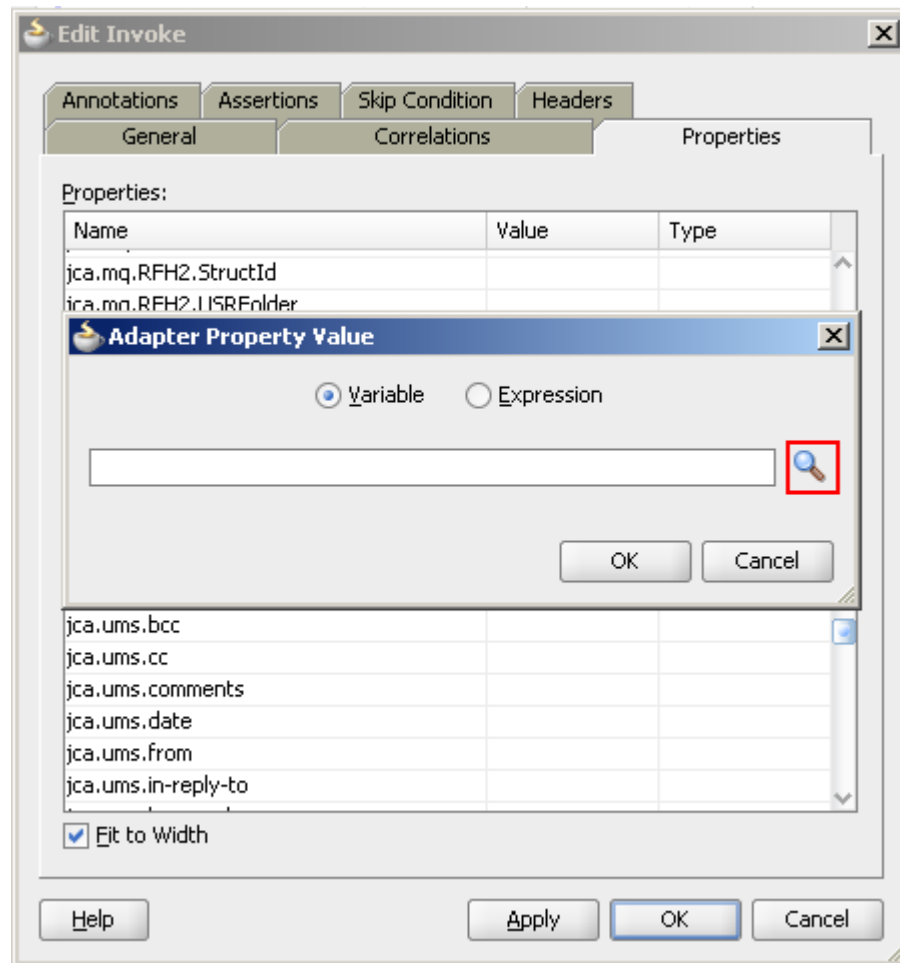 Edit Invoke
Annotations Assertions Skip Condition Headers
General Correlations Properties
Properties:
Name Value Type
jca.mq.RFH2.StructId
jca.mq.RFH2.USRFolder
Adapter Property Value
Variable Expression
OK Cancel
jca.ums.bcc
jca.ums.cc
jca.ums.comments
jca.ums.date
jca.ums.from
jca.ums.in-reply-to
Fit to Width
Help Apply OK Cancel